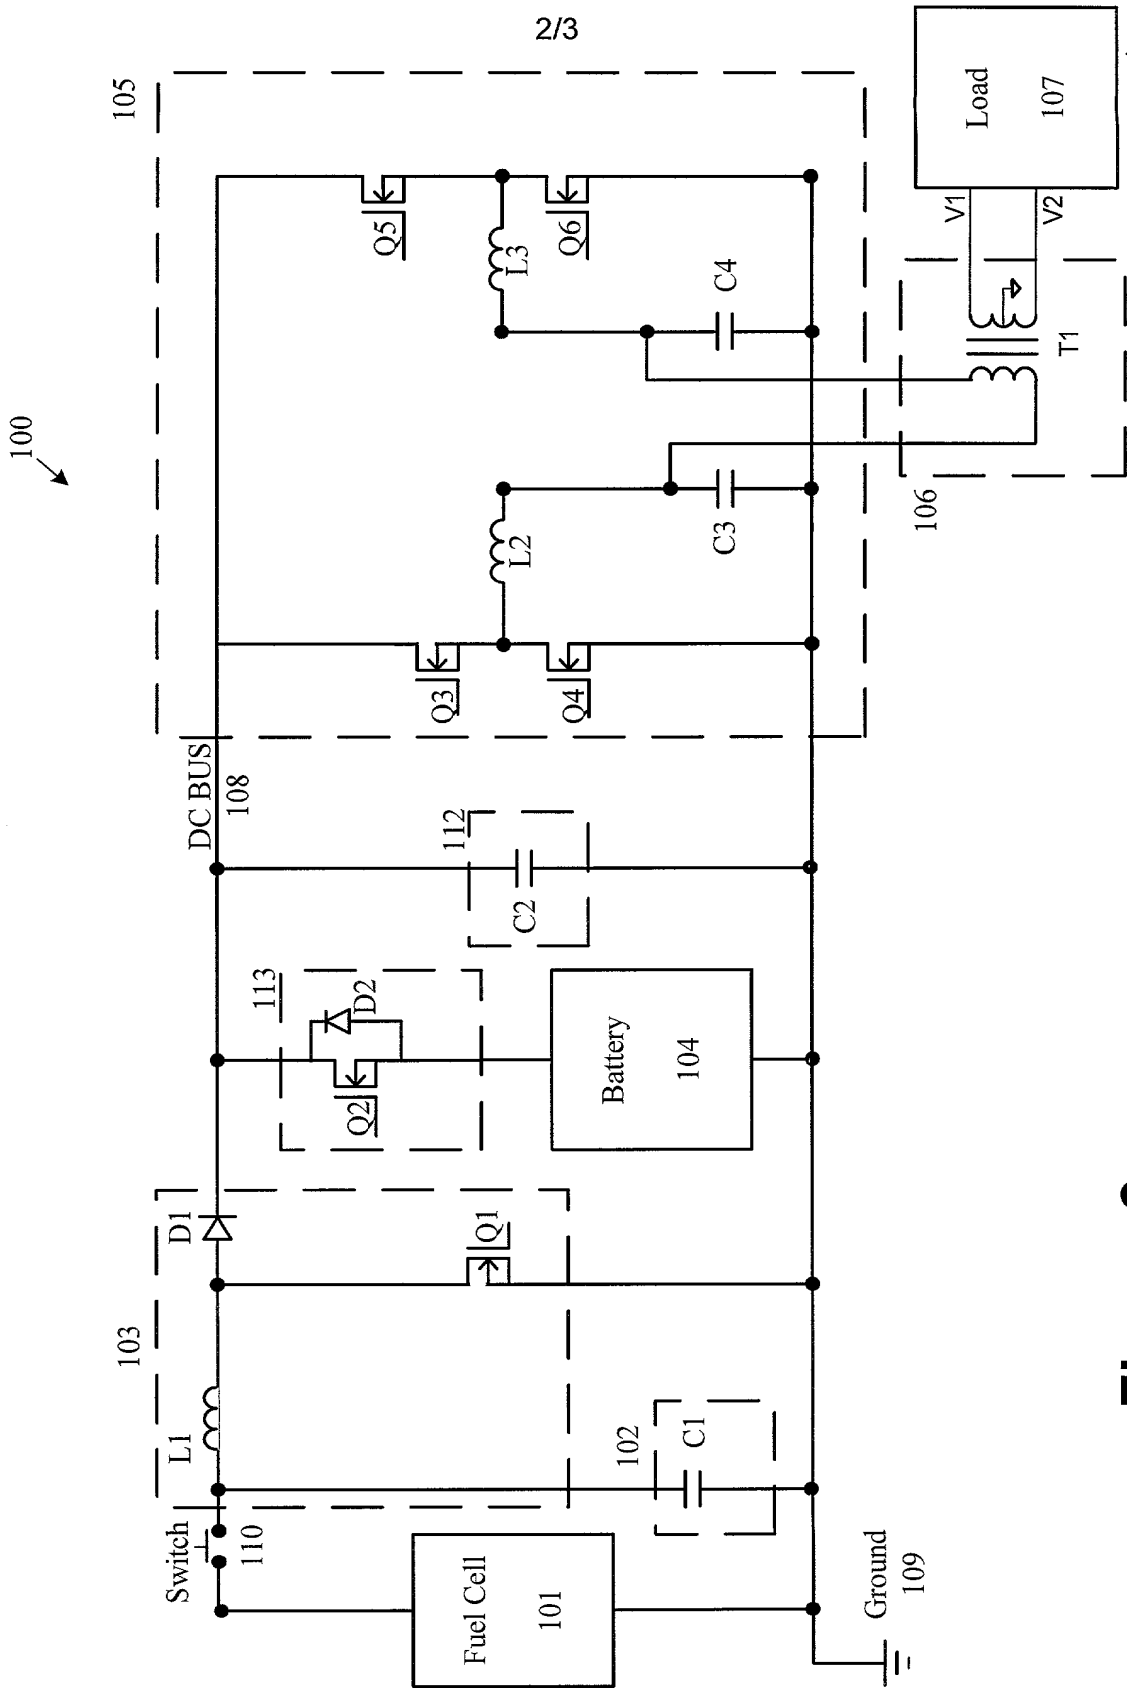 2/3
100
105
DC BUS
108
Q3
Q4
L2
C3
Q5
Q6
L3
C4
106
T1
V1
V2
Load
107
112
C2
113
D2
Q2
Battery
104
103
L1
D1
Q1
102
C1
Switch
110
Fuel Cell
101
Ground
109